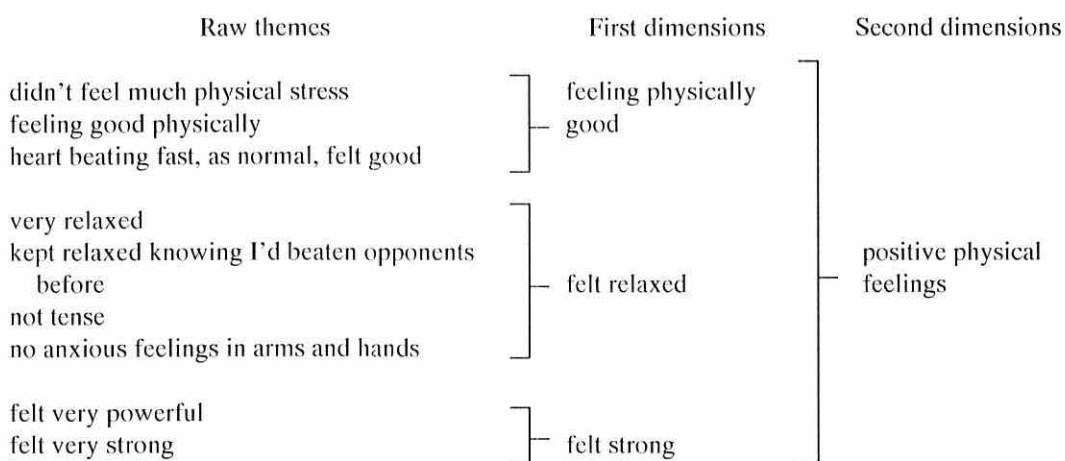 Raw themes First dimensions Second dimensions
didn't feel much physical stress
feeling good physically
heart beating fast, as normal, felt good
feeling physically
good
very relaxed
kept relaxed knowing I'd beaten opponents
before
not tense
no anxious feelings in arms and hands
felt relaxed
felt very powerful
felt very strong
felt strong
positive physical
feelings